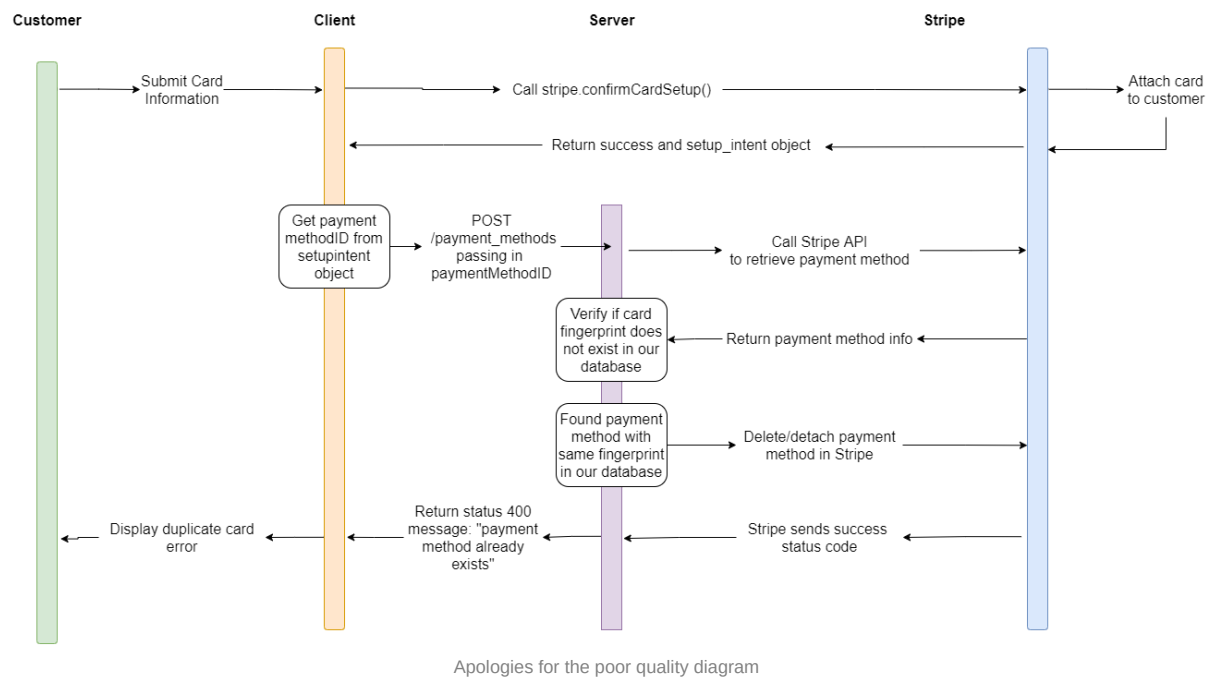 Customer
Client
Server
Stripe
Submit Card
Information
Call stripe.confirmCardSetup()
Attach card
to customer
Return success and setup_intent object
Get payment
methodID from
setupintent
object
POST
/payment_methods
passing in
paymentMethodID
Call Stripe API
to retrieve payment method
Verify if card
fingerprint does
not exist in our
database
Return payment method info
Found payment
method with
same fingerprint
in our database
Delete/detach payment
method in Stripe
Display duplicate card
error
Return status 400
message: "payment
method already
exists"
Stripe sends success
status code
Apologies for the poor quality diagram